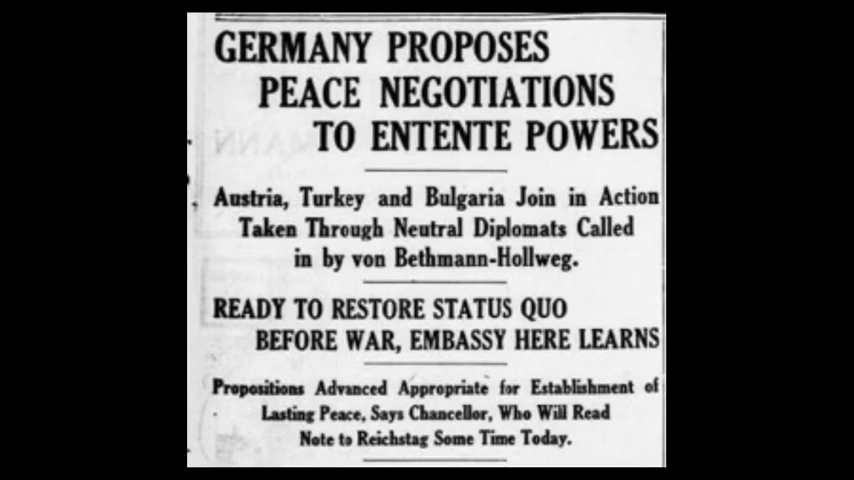 GERMANY PROPOSES
PEACE NEGOTIATIONS
TO ENTENTE POWERS
Austria, Turkey and Bulgaria Join in Action
Taken Through Neutral Diplomats Called
in by von Bethmann-Hollweg.
READY TO RESTORE STATUS QUO
BEFORE WAR, EMBASSY HERE LEARNS
Propositions Advanced Appropriate for Establishment of
Lasting Peace, Says Chancellor, Who Will Read
Note to Reichstag Some Time Today.